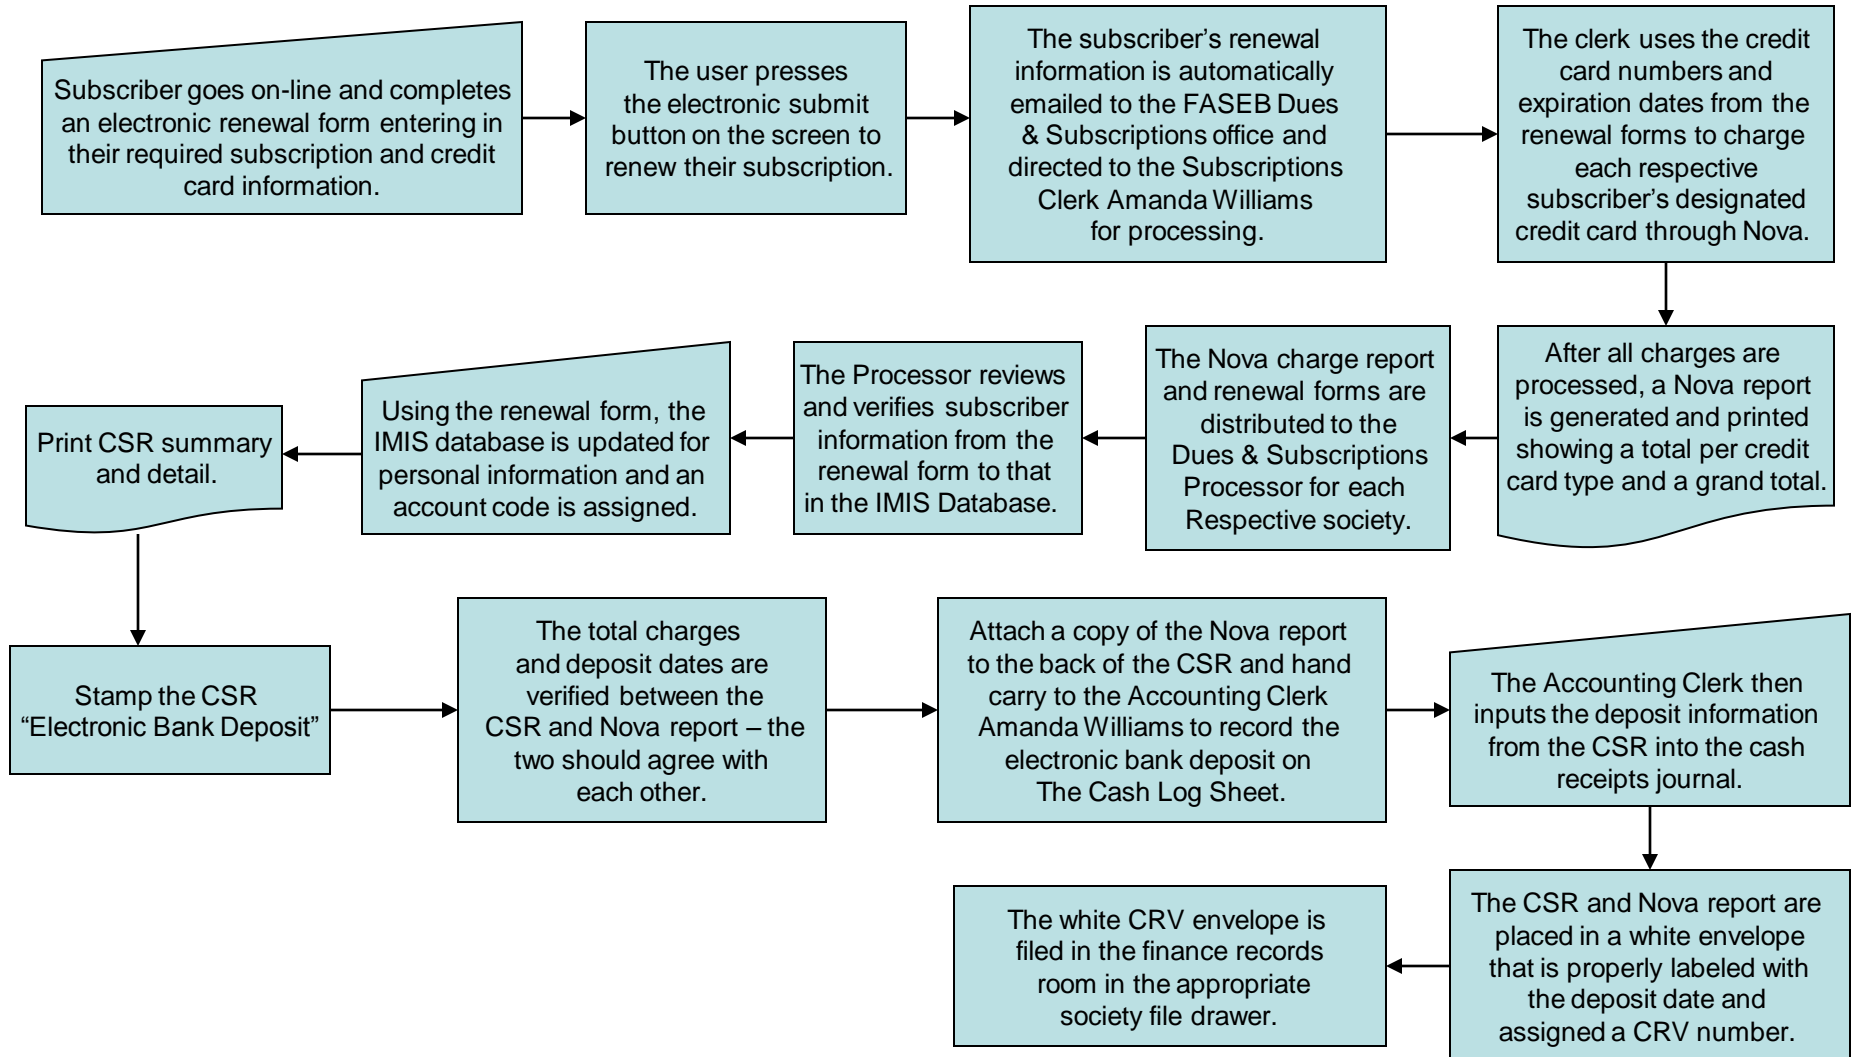 Subscriber goes on-line and completes
an electronic renewal form entering in
their required subscription and credit
card information.
The user presses
the electronic submit
button on the screen to
renew their subscription.
The subscriber’s renewal
information is automatically
emailed to the FASEB Dues
& Subscriptions office and
directed to the Subscriptions
Clerk Amanda Williams
for processing.
The clerk uses the credit
card numbers and
expiration dates from the
renewal forms to charge
each respective
subscriber’s designated
credit card through Nova.
After all charges are
processed, a Nova report
is generated and printed
showing a total per credit
card type and a grand total.
The Nova charge report
and renewal forms are
distributed to the
Dues & Subscriptions
Processor for each
Respective society.
The Processor reviews
and verifies subscriber
information from the
renewal form to that
in the IMIS Database.
Using the renewal form, the
IMIS database is updated for
personal information and an
account code is assigned.
Print CSR summary
and detail.
Stamp the CSR
“Electronic Bank Deposit”
The total charges
and deposit dates are
verified between the
CSR and Nova report – the
two should agree with
each other.
Attach a copy of the Nova report
to the back of the CSR and hand
carry to the Accounting Clerk
Amanda Williams to record the
electronic bank deposit on
The Cash Log Sheet.
The Accounting Clerk then
inputs the deposit information
from the CSR into the cash
receipts journal.
The CSR and Nova report are
placed in a white envelope
that is properly labeled with
the deposit date and
assigned a CRV number.
The white CRV envelope is
filed in the finance records
room in the appropriate
society file drawer.